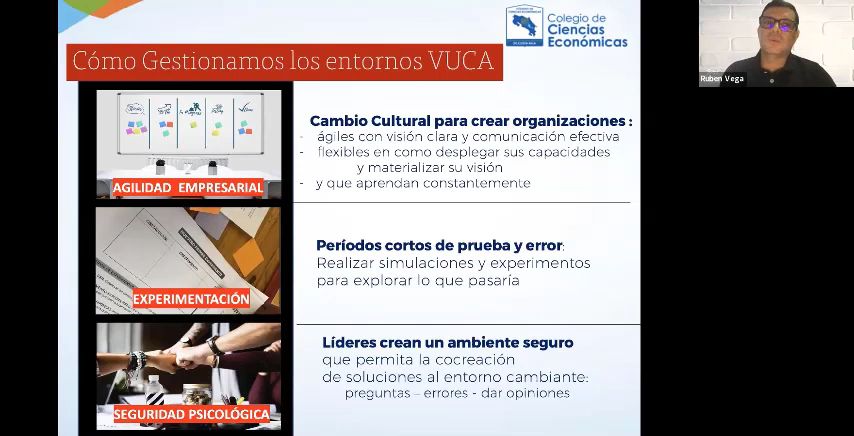 Colegio de
Ciencias
Económicas
Cómo Gestionamos los entornos VUCA
Ruben Vega
AGILIDAD EMPRESARIAL
Cambio Cultural para crear organizaciones :
- ágiles con visión clara y comunicación efectiva
- flexibles en como desplegar sus capacidades
y materializar su visión
- y que aprendan constantemente
EXPERIMENTACIÓN
Períodos cortos de prueba y error:
Realizar simulaciones y experimentos
para explorar lo que pasaría
SEGURIDAD PSICOLÓGICA
Líderes crean un ambiente seguro
que permita la cocreación
de soluciones al entorno cambiante:
preguntas – errores - dar opiniones